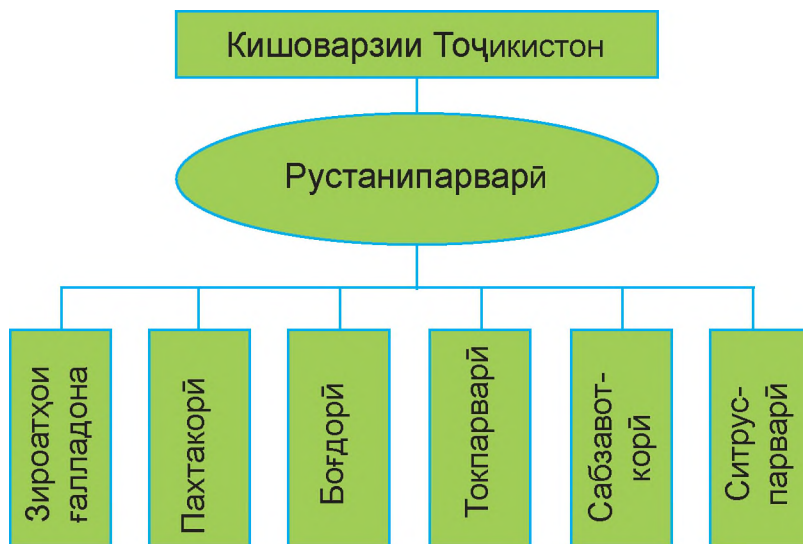 Кишоварзии Тоҷикистон
Рустанипарварӣ
Зироатҳои
ғалладона
Пахтакорӣ
Боғдорӣ
Токпарварӣ
Сабзавот-
корӣ
Ситрус-
парварӣ